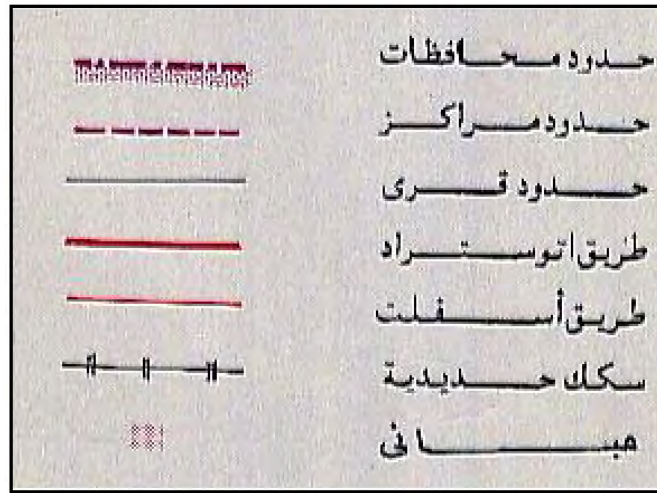 حدود محافظات
حدود مراكز
حدود قرى
طريق اتوستراد
طريق أسفلت
سكك حديدية
مبانى